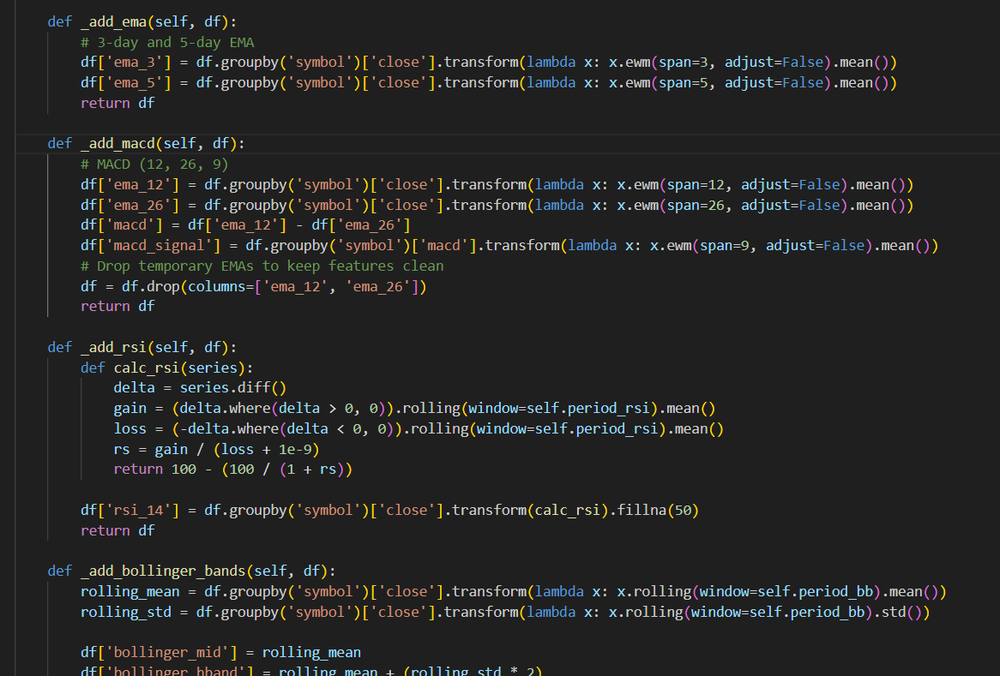 def _add_ema(self, df):
# 3-day and 5-day EMA
df['ema_3'] = df.groupby('symbol')['close'].transform(lambda x: x.ewm(span=3, adjust=False).mean())
df['ema_5'] = df.groupby('symbol')['close'].transform(lambda x: x.ewm(span=5, adjust=False).mean())
return df
def _add_macd(self, df):
# MACD (12, 26, 9)
df['ema_12'] = df.groupby('symbol')['close'].transform(lambda x: x.ewm(span=12, adjust=False).mean())
df['ema_26'] = df.groupby('symbol')['close'].transform(lambda x: x.ewm(span=26, adjust=False).mean())
df['macd'] = df['ema_12'] - df['ema_26']
df['macd_signal'] = df.groupby('symbol')['macd'].transform(lambda x: x.ewm(span=9, adjust=False).mean())
# Drop temporary EMAs to keep features clean
df = df.drop(columns=['ema_12', 'ema_26'])
return df
def _add_rsi(self, df):
def calc_rsi(series):
delta = series.diff()
gain = (delta.where(delta > 0, 0)).rolling(window=self.period_rsi).mean()
loss = (-delta.where(delta < 0, 0)).rolling(window=self.period_rsi).mean()
rs = gain / (loss + 1e-9)
return 100 - (100 / (1 + rs))
df['rsi_14'] = df.groupby('symbol')['close'].transform(calc_rsi).fillna(50)
return df
def _add_bollinger_bands(self, df):
rolling_mean = df.groupby('symbol')['close'].transform(lambda x: x.rolling(window=self.period_bb).mean())
rolling_std = df.groupby('symbol')['close'].transform(lambda x: x.rolling(window=self.period_bb).std())
df['bollinger_mid'] = rolling_mean
df['bollinger_hband'] = rolling_mean + (rolling_std * 2)